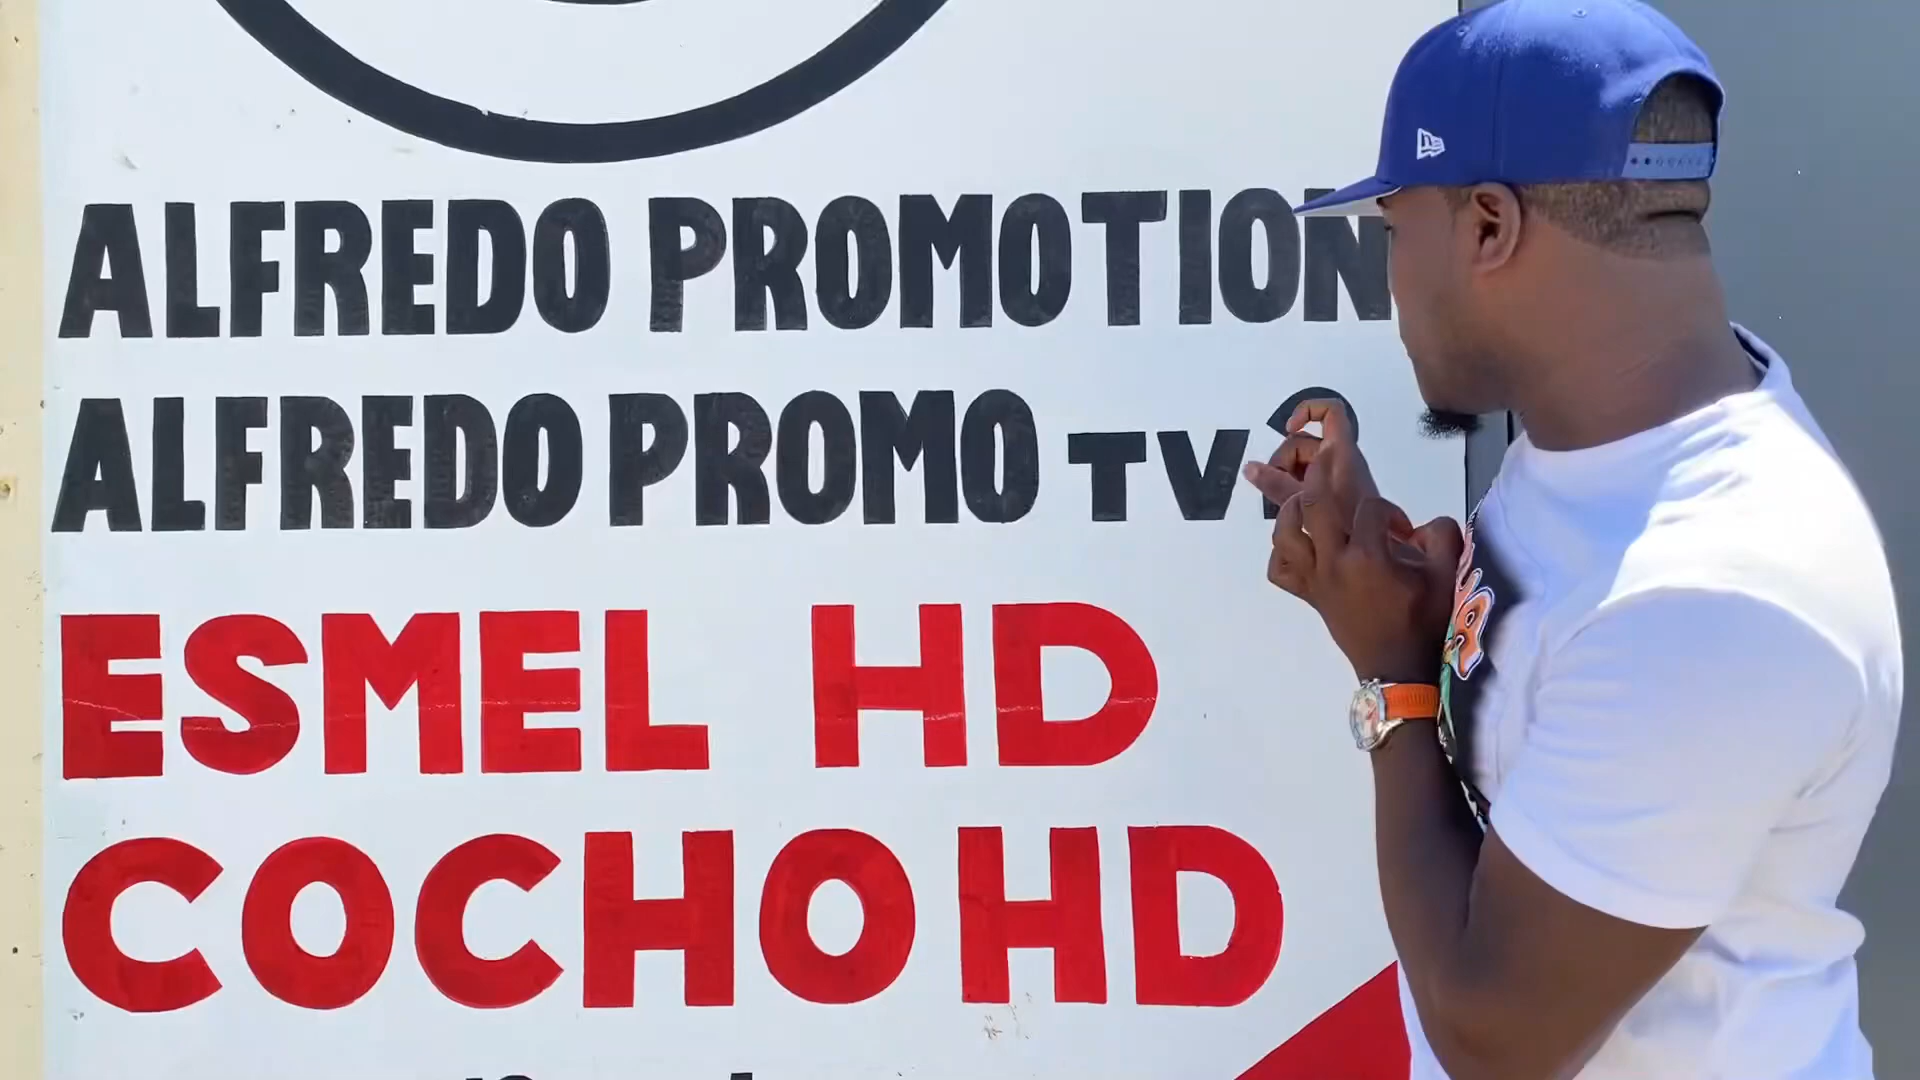 ALFREDO PROMOTION
ALFREDO PROMO TV
ESMEL HD
COCHO HD